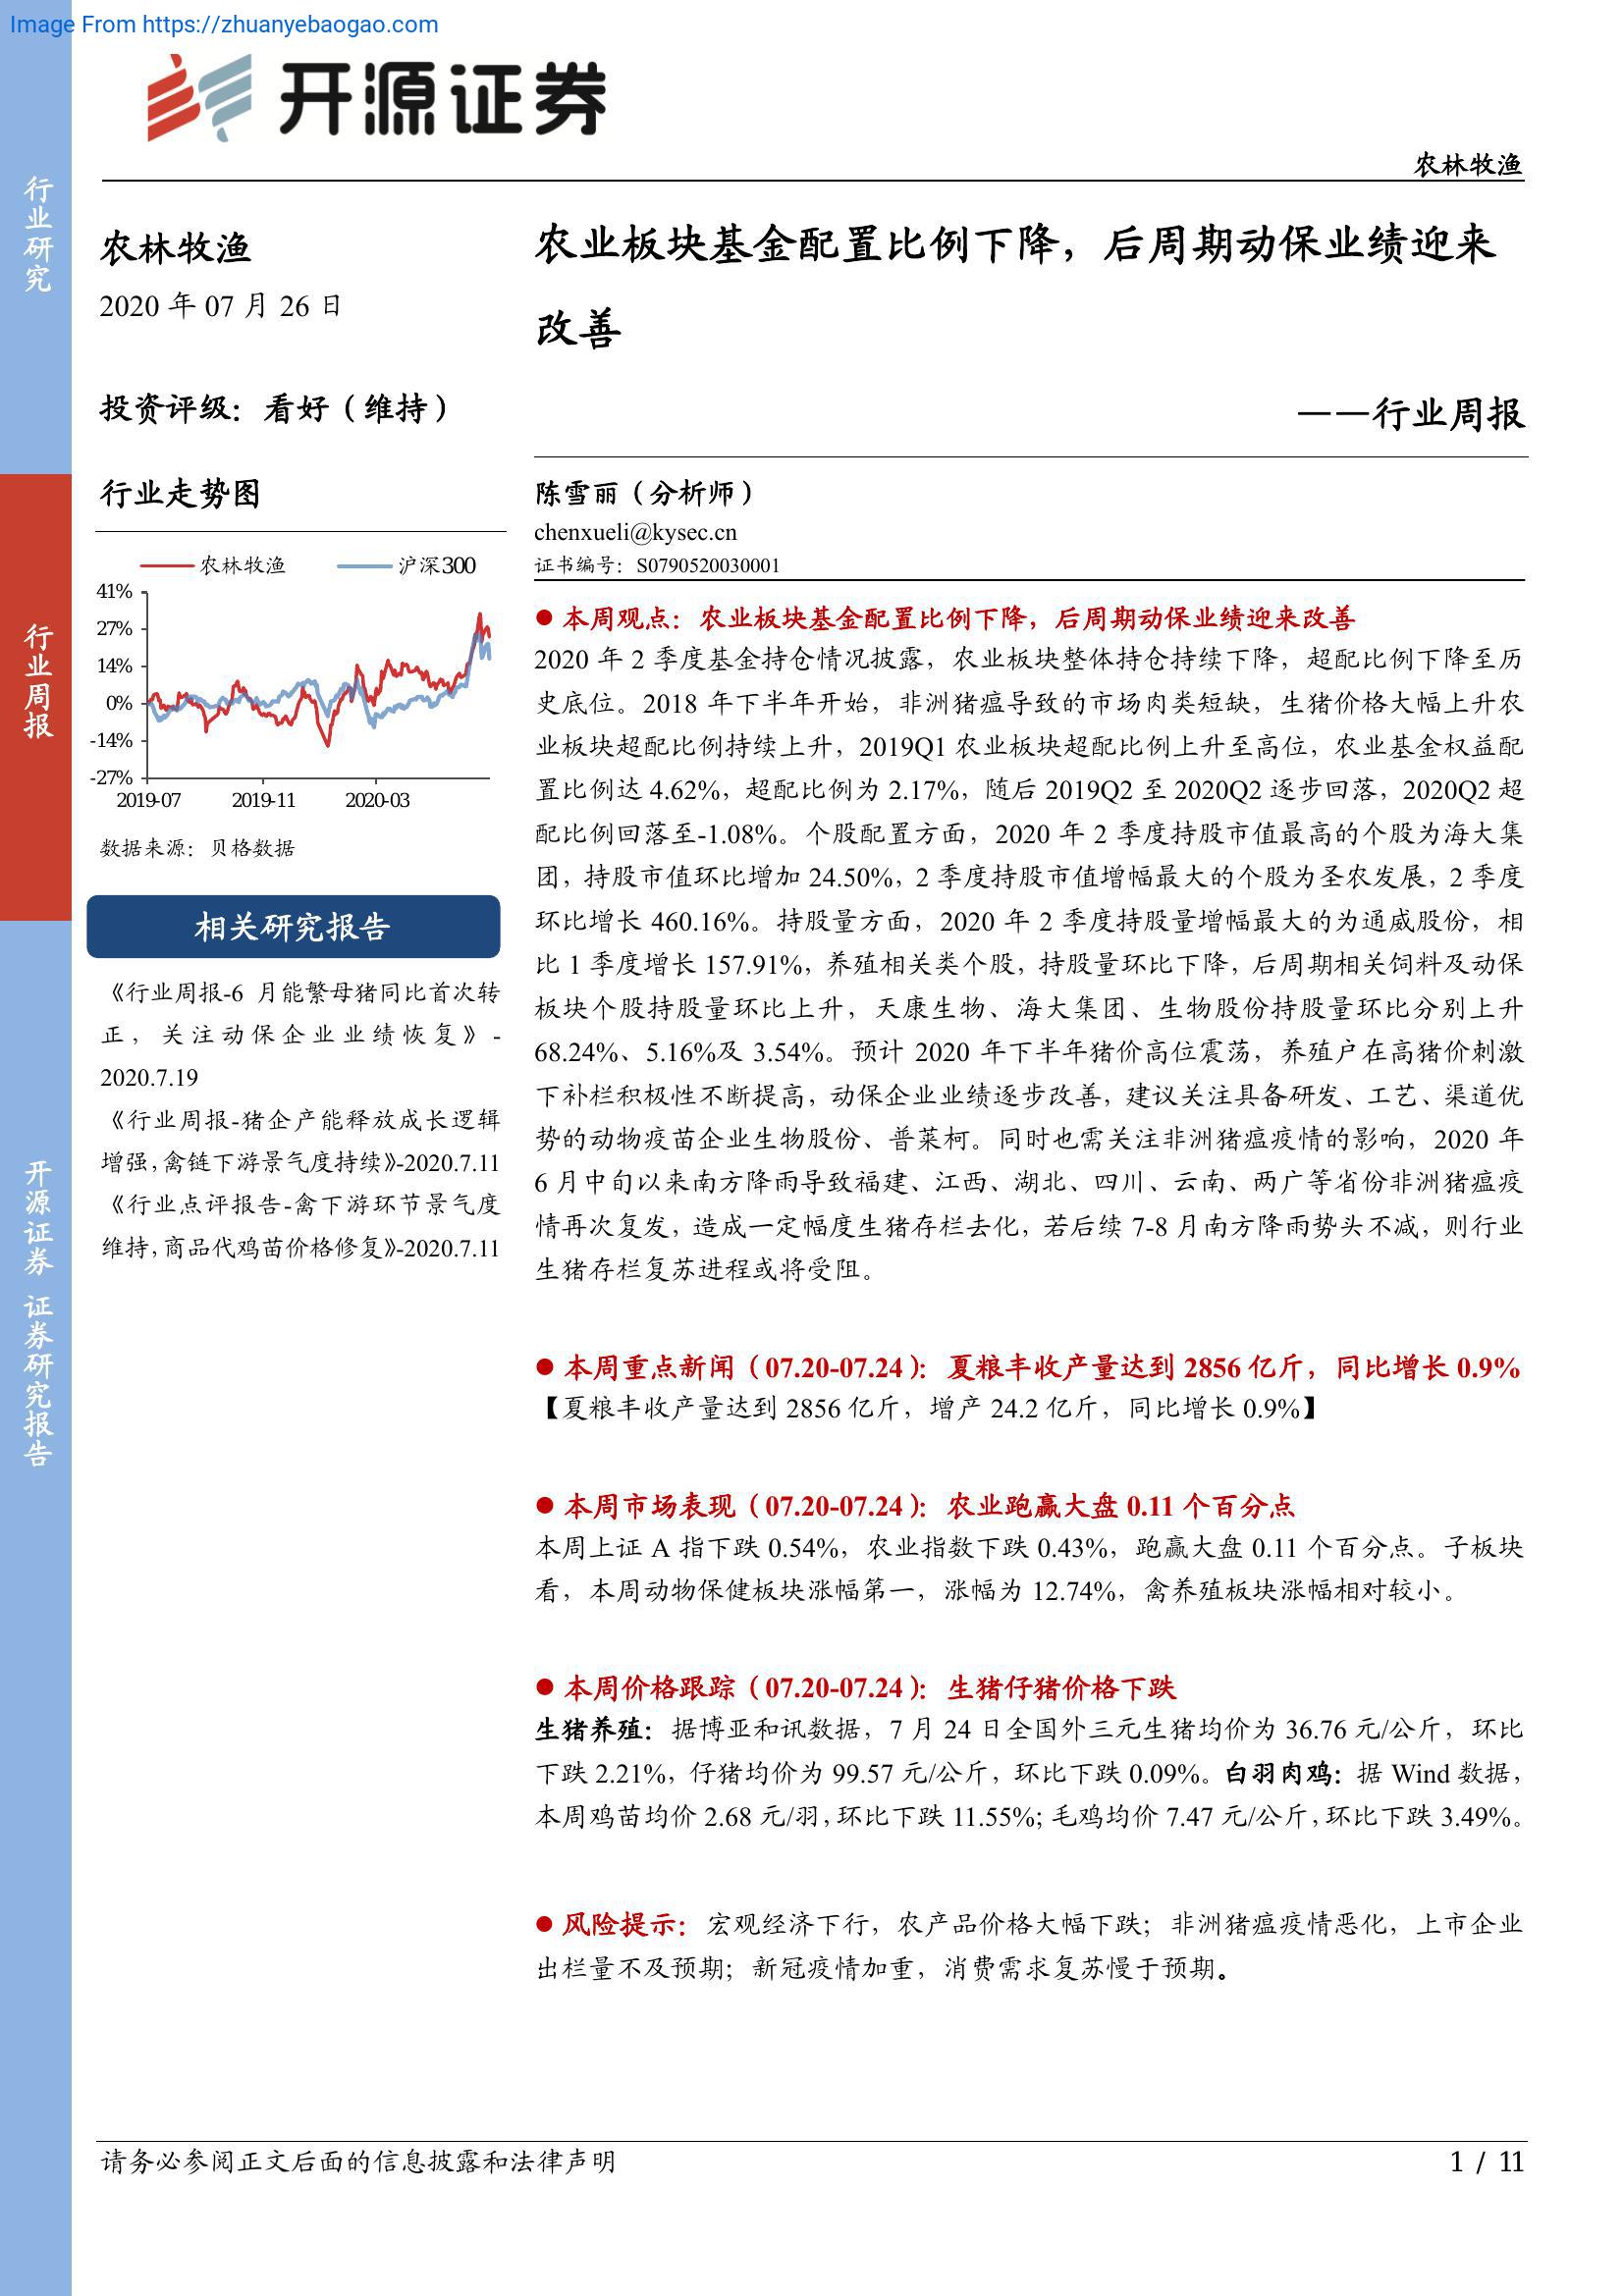 Image From https://zhuanyebaogao.com
开源证券
农林牧渔
行业研究
行业周报
开源证券 证券研究报告
农林牧渔
2020 年 07 月 26 日
投资评级：看好（维持）
行业走势图
农林牧渔 沪深300
41%
27%
14%
0%
-14%
-27%
2019-07 2019-11 2020-03
数据来源：贝格数据
相关研究报告
《行业周报-6 月能繁母猪同比首次转
正，关注动保企业业绩恢复》-
2020.7.19
《行业周报-猪企产能释放成长逻辑
增强,禽链下游景气度持续》-2020.7.11
《行业点评报告-禽下游环节景气度
维持,商品代鸡苗价格修复》-2020.7.11
农业板块基金配置比例下降，后周期动保业绩迎来
改善
——行业周报
陈雪丽（分析师）
chenxueli@kysec.cn
证书编号：S0790520030001
● 本周观点：农业板块基金配置比例下降，后周期动保业绩迎来改善
2020 年 2 季度基金持仓情况披露，农业板块整体持仓持续下降，超配比例下降至历
史底位。2018 年下半年开始，非洲猪瘟导致的市场肉类短缺，生猪价格大幅上升农
业板块超配比例持续上升，2019Q1 农业板块超配比例上升至高位，农业基金权益配
置比例达 4.62%，超配比例为 2.17%，随后 2019Q2 至 2020Q2 逐步回落，2020Q2 超
配比例回落至-1.08%。个股配置方面，2020 年 2 季度持股市值最高的个股为海大集
团，持股市值环比增加 24.50%，2 季度持股市值增幅最大的个股为圣农发展，2 季度
环比增长 460.16%。持股量方面，2020 年 2 季度持股量增幅最大的为通威股份，相
比 1 季度增长 157.91%，养殖相关类个股，持股量环比下降，后周期相关饲料及动保
板块个股持股量环比上升，天康生物、海大集团、生物股份持股量环比分别上升
68.24%、5.16%及 3.54%。预计 2020 年下半年猪价高位震荡，养殖户在高猪价刺激
下补栏积极性不断提高，动保企业业绩逐步改善，建议关注具备研发、工艺、渠道优
势的动物疫苗企业生物股份、普莱柯。同时也需关注非洲猪瘟疫情的影响，2020 年
6 月中旬以来南方降雨导致福建、江西、湖北、四川、云南、两广等省份非洲猪瘟疫
情再次复发，造成一定幅度生猪存栏去化，若后续 7-8 月南方降雨势头不减，则行业
生猪存栏复苏进程或将受阻。
● 本周重点新闻（07.20-07.24）：夏粮丰收产量达到 2856 亿斤，同比增长 0.9%
【夏粮丰收产量达到 2856 亿斤，增产 24.2 亿斤，同比增长 0.9%】
● 本周市场表现（07.20-07.24）：农业跑赢大盘 0.11 个百分点
本周上证 A 指下跌 0.54%，农业指数下跌 0.43%，跑赢大盘 0.11 个百分点。子板块
看，本周动物保健板块涨幅第一，涨幅为 12.74%，禽养殖板块涨幅相对较小。
● 本周价格跟踪（07.20-07.24）：生猪仔猪价格下跌
生猪养殖：据博亚和讯数据，7 月 24 日全国外三元生猪均价为 36.76 元/公斤，环比
下跌 2.21%，仔猪均价为 99.57 元/公斤，环比下跌 0.09%。白羽肉鸡：据 Wind 数据，
本周鸡苗均价 2.68 元/羽，环比下跌 11.55%；毛鸡均价 7.47 元/公斤，环比下跌 3.49%。
● 风险提示：宏观经济下行，农产品价格大幅下跌；非洲猪瘟疫情恶化，上市企业
出栏量不及预期；新冠疫情加重，消费需求复苏慢于预期。
请务必参阅正文后面的信息披露和法律声明
1 / 11